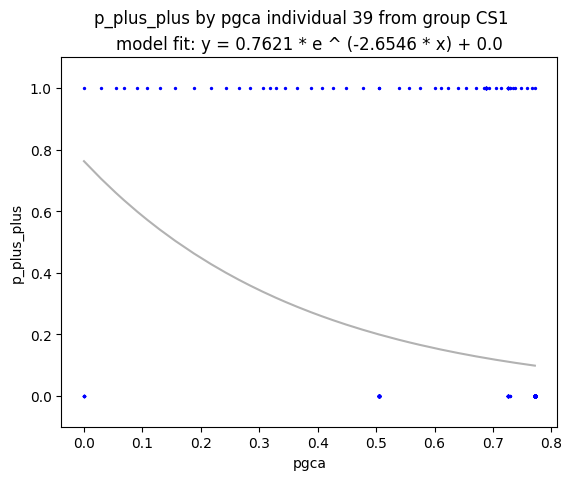 p_plus_plus by pgca individual 39 from group CS1
model fit: y = 0.7621 * e ^ (-2.6546 * x) + 0.0
1.0
0.8
0.6
0.4
0.2
0.0
p_plus_plus
0.0 0.1 0.2 0.3 0.4 0.5 0.6 0.7 0.8
pgca